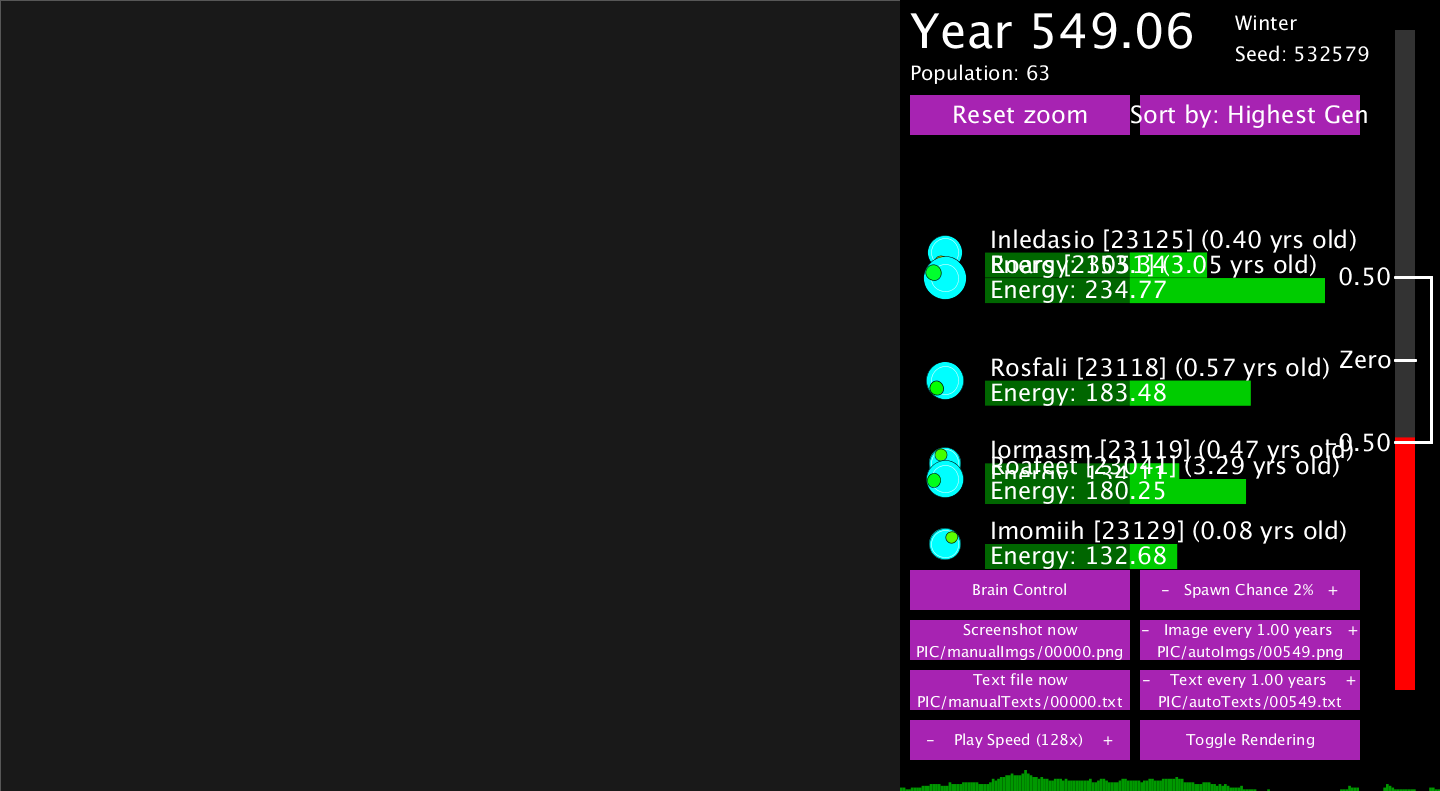 Year 549.06
Winter
Seed: 532579
Population: 63
Reset zoom
Sort by: Highest Gen
Inledasio [23125] (0.40 yrs old)
(3.05 yrs old)
Energy: 234.77
0.50
Rosfali [23118] (0.57 yrs old)
Zero
Energy: 183.48
Jormasm [23119] (0.47 yrs old)
-0.50
Roafeet [23041] (3.29 yrs old)
Energy: 180.25
Imomiih [23129] (0.08 yrs old)
Energy: 132.68
Brain Control
- Spawn Chance 2% +
Screenshot now
PIC/manualImgs/00000.png
- Image every 1.00 years +
PIC/autoImgs/00549.png
Text file now
PIC/manualTexts/00000.txt
- Text every 1.00 years +
PIC/autoTexts/00549.txt
- Play Speed (128x) +
Toggle Rendering